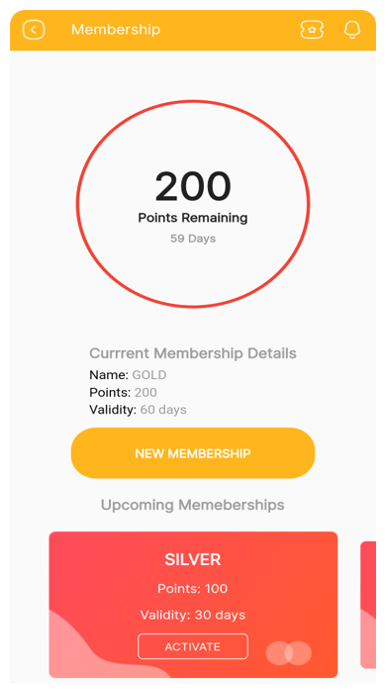 Membership
200
Points Remaining
59 Days
Currrent Membership Details
Name: GOLD
Points: 200
Validity: 60 days
NEW MEMBERSHIP
Upcoming Memeberships
SILVER
Points: 100
Validity: 30 days
ACTIVATE